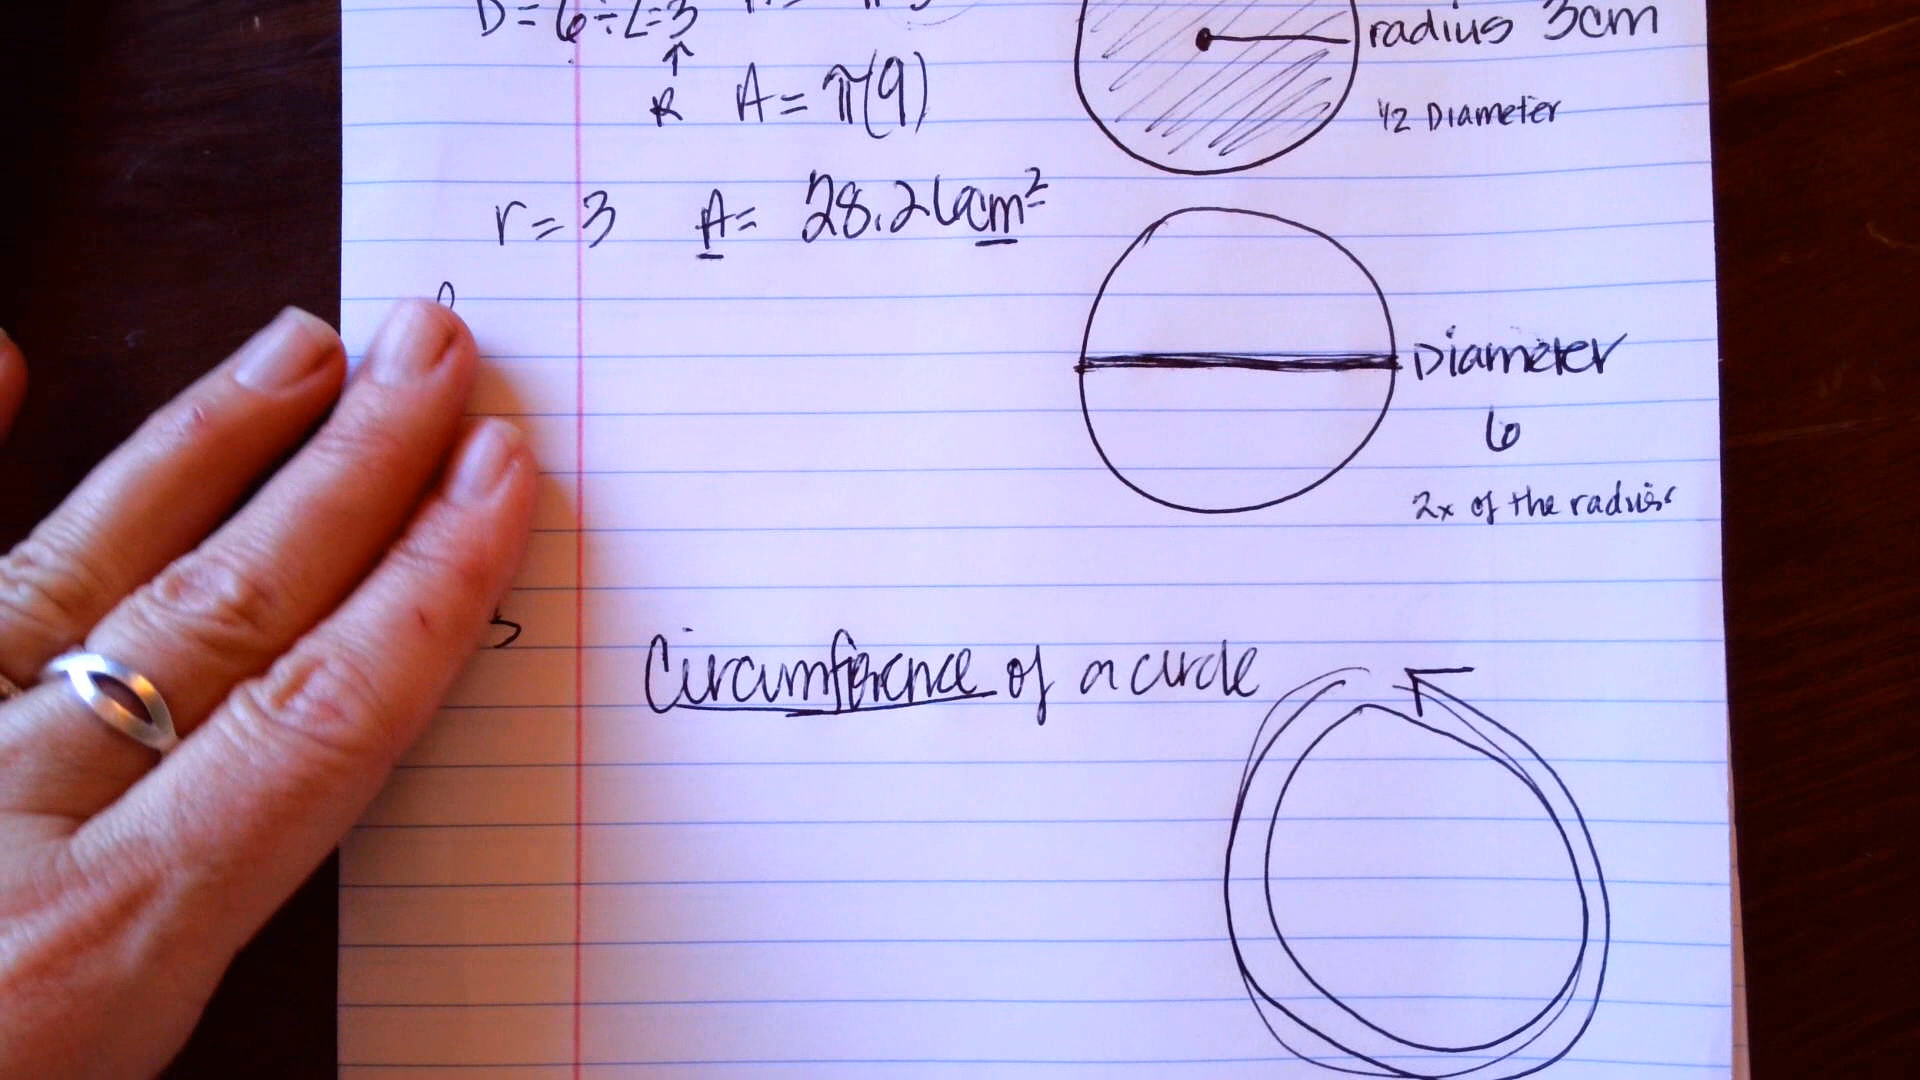 D = 6 ÷ 2 = 3
radius 3cm
R A = π(9)
1/2 Diameter
r = 3 A = 28.26cm²
Diameter
6
2x of the radius
Circumference of a circle